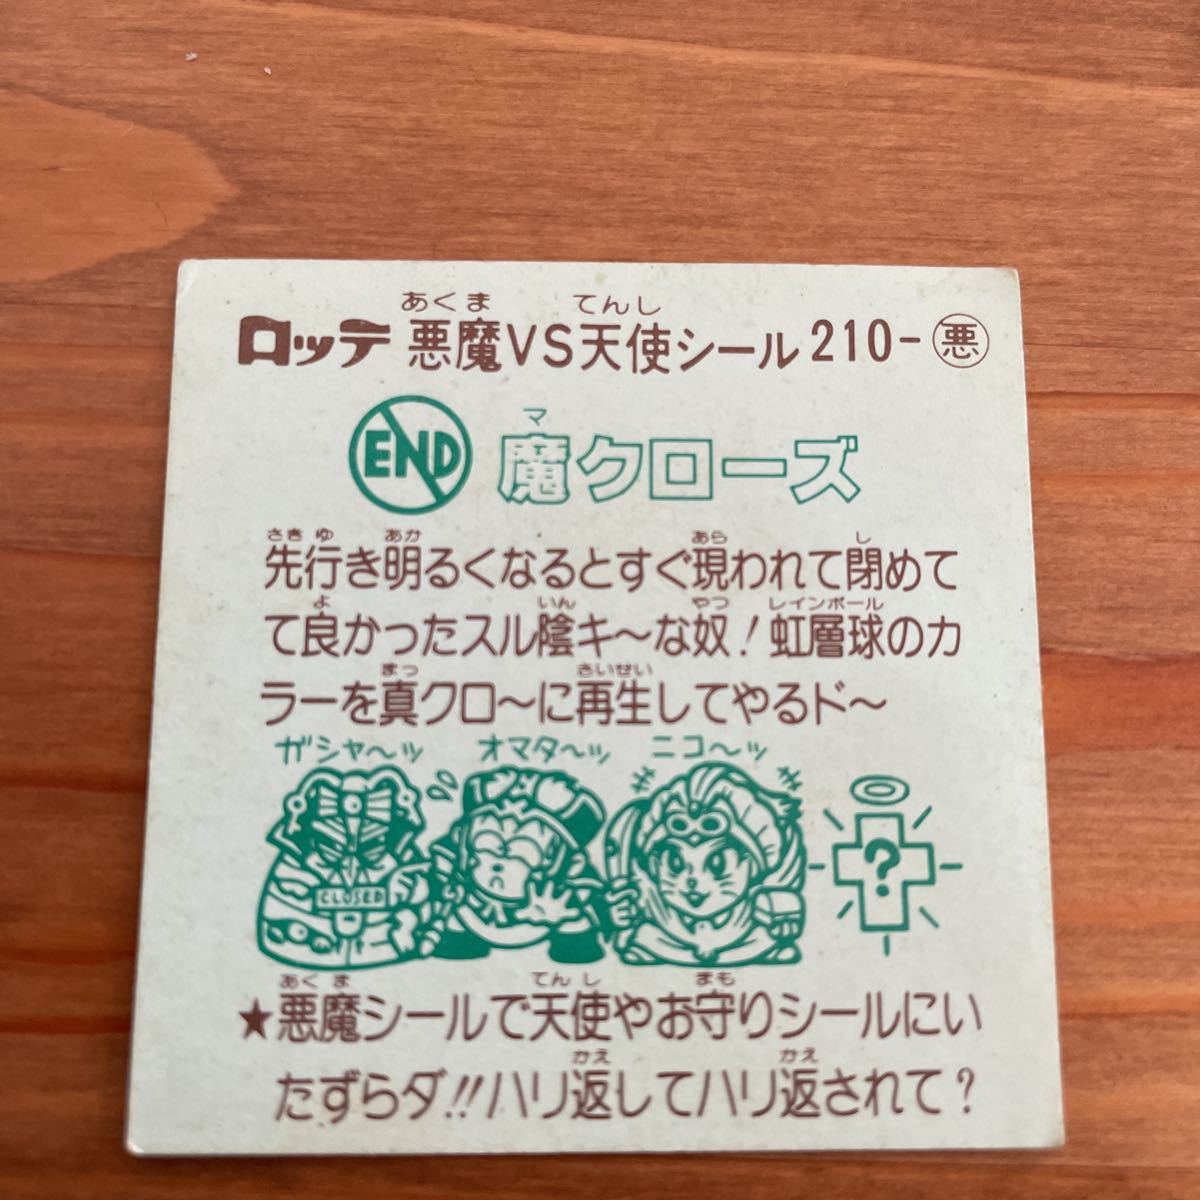 あくま てんし
ロッテ 悪魔VS天使シール 210-悪
マ
END 魔クローズ
さきゆ あか あら し
先行き明るくなるとすぐ現われて閉めて
よ いん やつ レインボール
て良かったスル陰キ〜な奴！虹層球のカ
まっ さいせい
ラーを真クロ〜に再生してやるド〜
ガシャ〜ッ オマタ〜ッ ニコ〜ッ
CLOSED
?
あくま てんし まも
★悪魔シールで天使やお守りシールにい
かえ かえ
たずらダ!!ハリ返してハリ返されて？